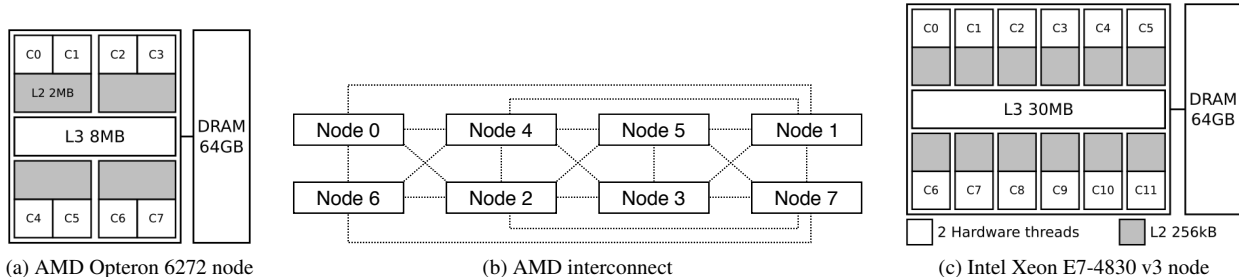 C0 C1 C2 C3
L2 2MB
L3 8MB
C4 C5 C6 C7
DRAM
64GB
(a) AMD Opteron 6272 node
Node 0 Node 4 Node 5 Node 1
Node 6 Node 2 Node 3 Node 7
(b) AMD interconnect
C0 C1 C2 C3 C4 C5
L3 30MB
C6 C7 C8 C9 C10 C11
DRAM
64GB
2 Hardware threads L2 256kB
(c) Intel Xeon E7-4830 v3 node